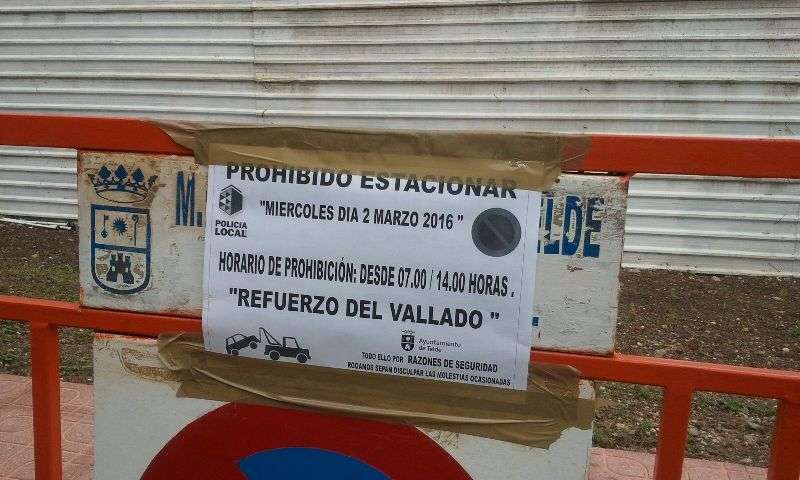 PROHIBIDO ESTACIONAR
"MIERCOLES DIA 2 MARZO 2016 "
POLICIA
LOCAL
HORARIO DE PROHIBICIÓN: DESDE 07.00 / 14.00 HORAS .
"REFUERZO DEL VALLADO "
Ayuntamiento
de Telde
TODO ELLO POR RAZONES DE SEGURIDAD
ROGAMOS SEPAN DISCULPAR LAS MOLESTIAS OCASIONADAS
M. LDE